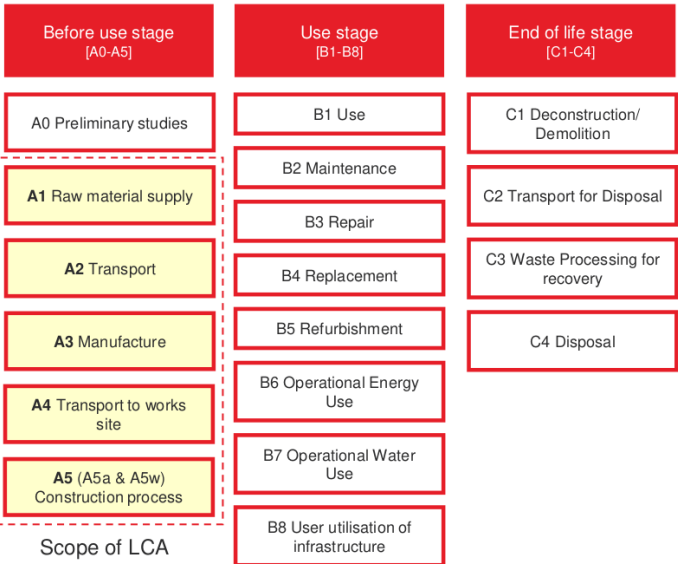 Before use stage
[A0-A5]
A0 Preliminary studies
A1 Raw material supply
A2 Transport
A3 Manufacture
A4 Transport to works
site
A5 (A5a & A5w)
Construction process
Scope of LCA
Use stage
[B1-B8]
B1 Use
B2 Maintenance
B3 Repair
B4 Replacement
B5 Refurbishment
B6 Operational Energy
Use
B7 Operational Water
Use
B8 User utilisation of
infrastructure
End of life stage
[C1-C4]
C1 Deconstruction/
Demolition
C2 Transport for Disposal
C3 Waste Processing for
recovery
C4 Disposal